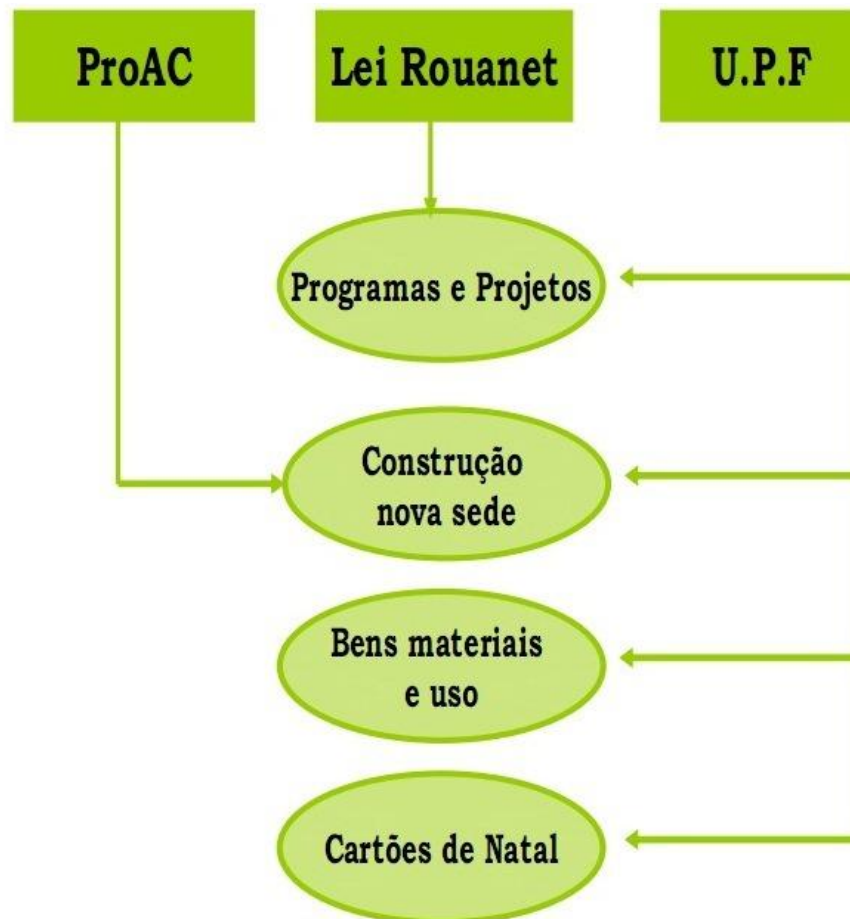 ProAC
Lei Rouanet
U.P.F
Programas e Projetos
Construção
nova sede
Bens materiais
e uso
Cartões de Natal